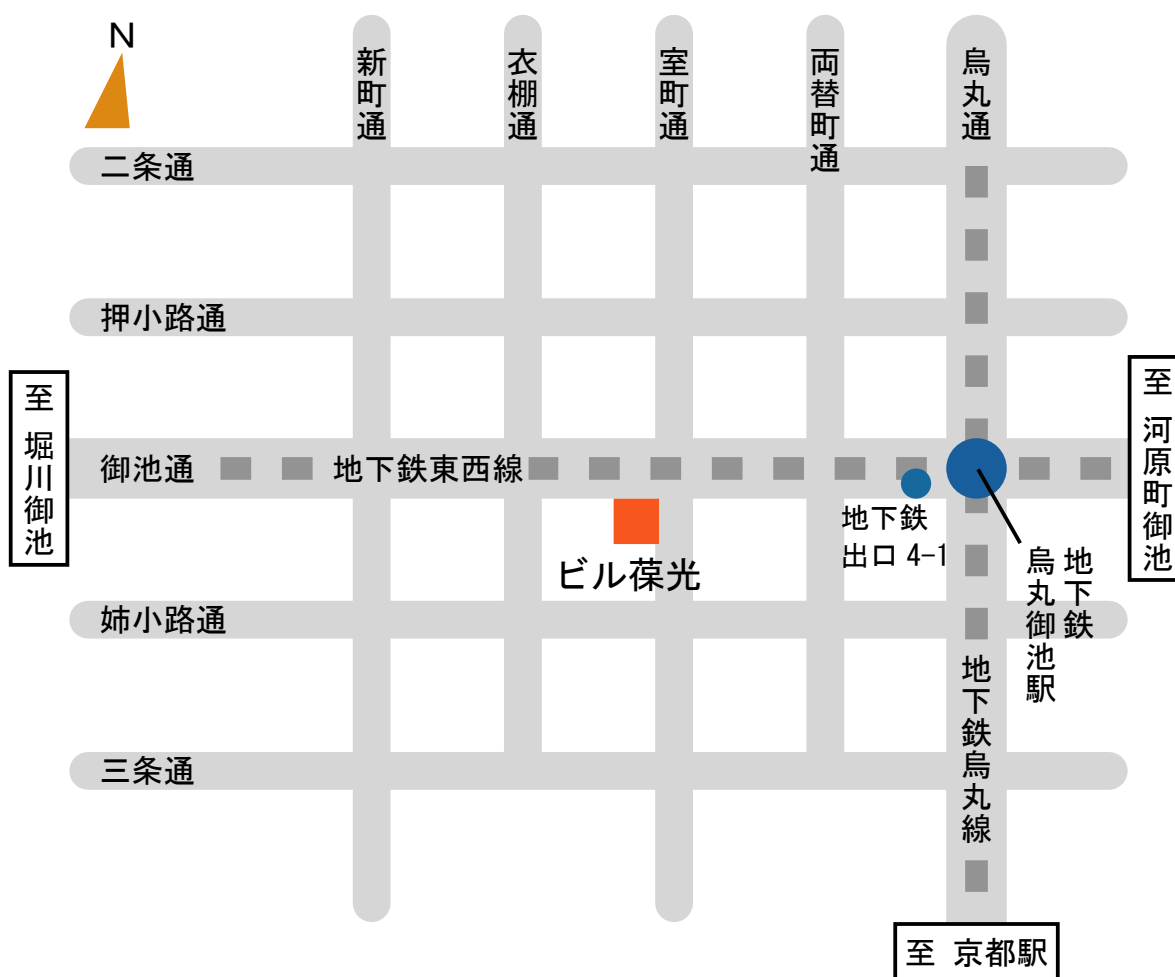 N
新町通
衣棚通
室町通
両替町通
烏丸通
二条通
押小路通
至 堀川御池
御池通
地下鉄東西線
至 河原町御池
地下鉄
出口 4-1
ビル葆光
地下鉄
烏丸御池駅
姉小路通
地下鉄烏丸線
三条通
至 京都駅